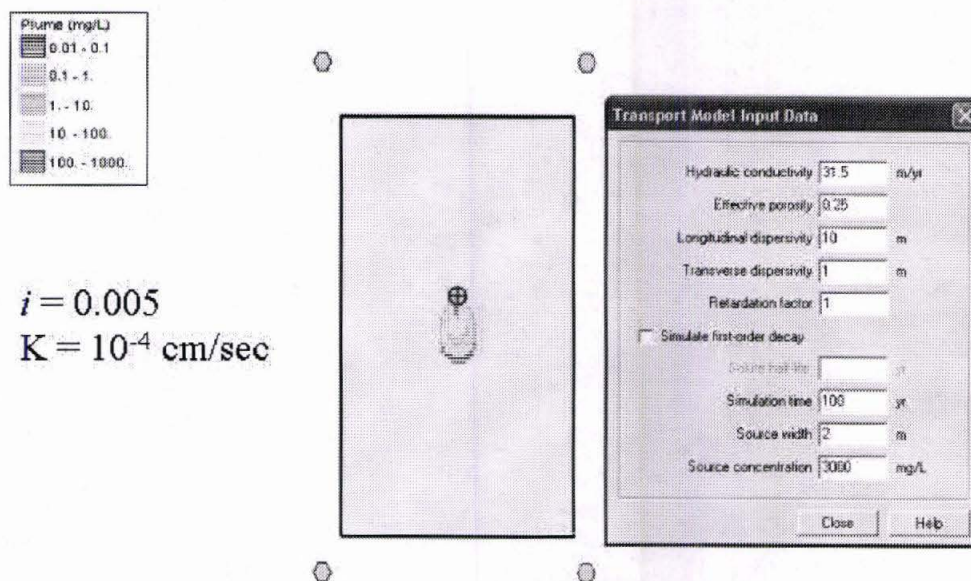 Plume (mg/L)
0.01 - 0.1
0.1 - 1.
1. - 10.
10 - 100.
100. - 1000.
i = 0.005
K = 10⁻⁴ cm/sec
Transport Model Input Data
Hydraulic conductivity 31.5 m/yr
Effective porosity 0.25
Longitudinal dispersivity 10 m
Transverse dispersivity 1 m
Retardation factor 1
Simulate first-order decay
Solute half-life yr
Simulation time 100 yr
Source width 2 m
Source concentration 3000 mg/L
Close Help